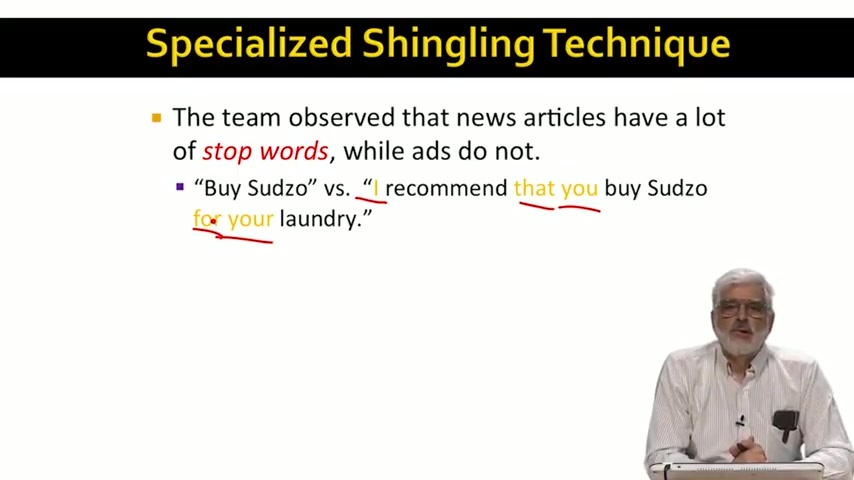 Specialized Shingling Technique
The team observed that news articles have a lot
of stop words, while ads do not.
“Buy Sudzo” vs. “I recommend that you buy Sudzo
for your laundry.”